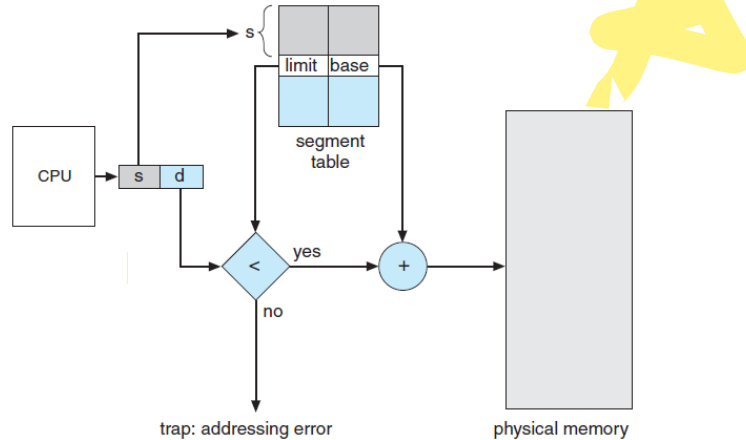 s
limit base
segment
table
CPU
s d
<
yes
+
no
trap: addressing error
physical memory